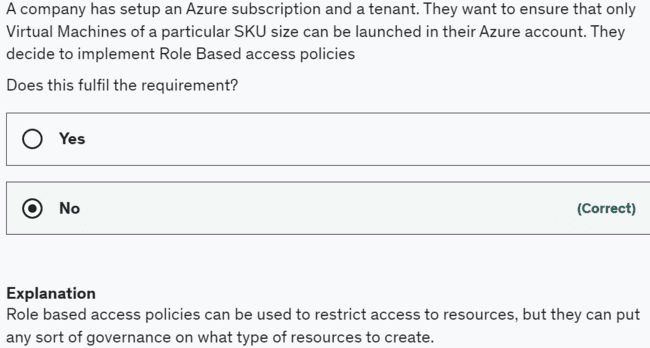 A company has setup an Azure subscription and a tenant. They want to ensure that only
Virtual Machines of a particular SKU size can be launched in their Azure account. They
decide to implement Role Based access policies
Does this fulfil the requirement?
Yes
No (Correct)
Explanation
Role based access policies can be used to restrict access to resources, but they can put
any sort of governance on what type of resources to create.